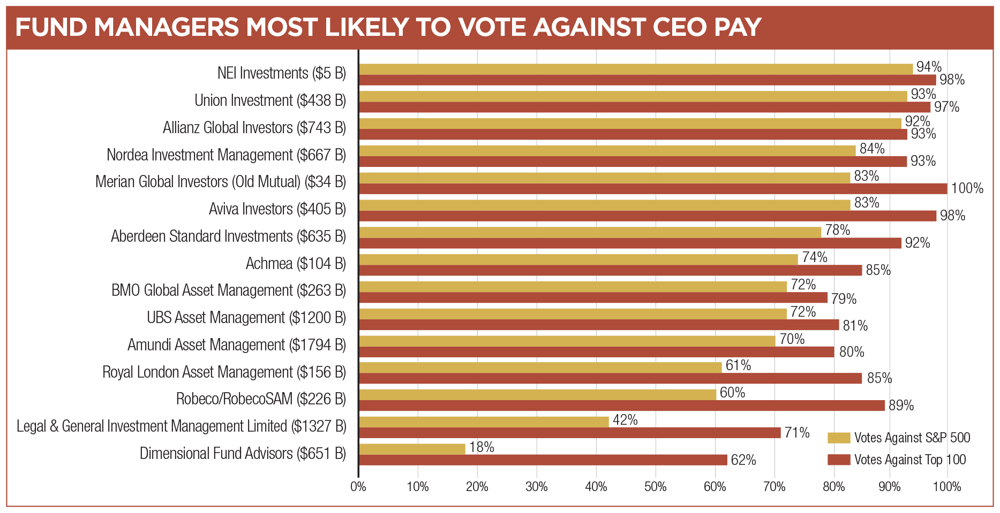 FUND MANAGERS MOST LIKELY TO VOTE AGAINST CEO PAY
NEI Investments ($5 B)
94%
98%
Union Investment ($438 B)
93%
97%
Allianz Global Investors ($743 B)
92%
93%
Nordea Investment Management ($667 B)
84%
93%
Merian Global Investors (Old Mutual) ($34 B)
83%
100%
Aviva Investors ($405 B)
83%
98%
Aberdeen Standard Investments ($635 B)
78%
92%
Achmea ($104 B)
74%
85%
BMO Global Asset Management ($263 B)
72%
79%
UBS Asset Management ($1200 B)
72%
81%
Amundi Asset Management ($1794 B)
70%
80%
Royal London Asset Management ($156 B)
61%
85%
Robeco/RobecoSAM ($226 B)
60%
89%
Legal & General Investment Management Limited ($1327 B)
42%
71%
Dimensional Fund Advisors ($651 B)
18%
62%
Votes Against S&P 500
Votes Against Top 100
0% 10% 20% 30% 40% 50% 60% 70% 80% 90% 100%